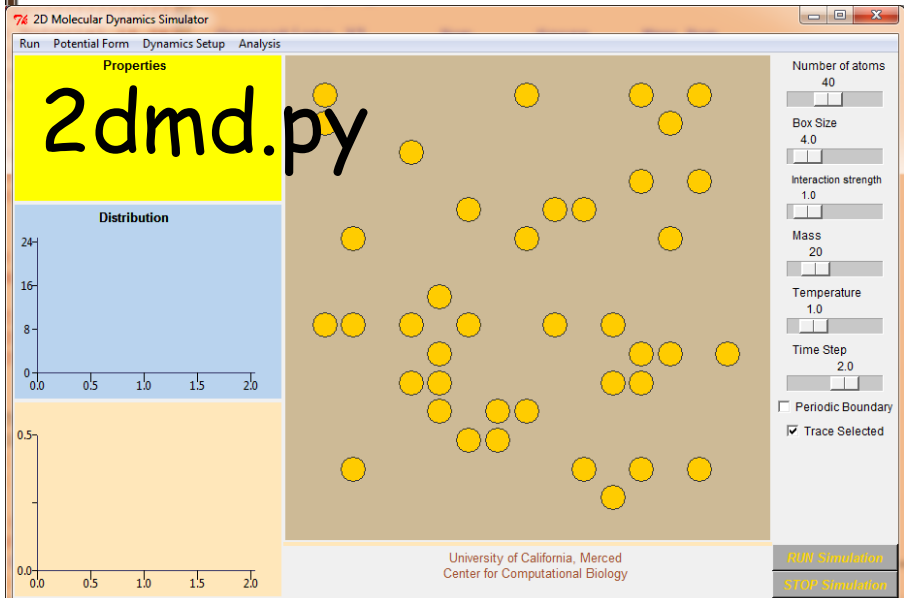 2D Molecular Dynamics Simulator
Run Potential Form Dynamics Setup Analysis
Properties
2dmd.py
Distribution
24
16
8
0
0.0 0.5 1.0 1.5 2.0
0.5
0.0
0.0 0.5 1.0 1.5 2.0
University of California, Merced
Center for Computational Biology
Number of atoms
40
Box Size
4.0
Interaction strength
1.0
Mass
20
Temperature
1.0
Time Step
2.0
Periodic Boundary
Trace Selected
RUN Simulation
STOP Simulation